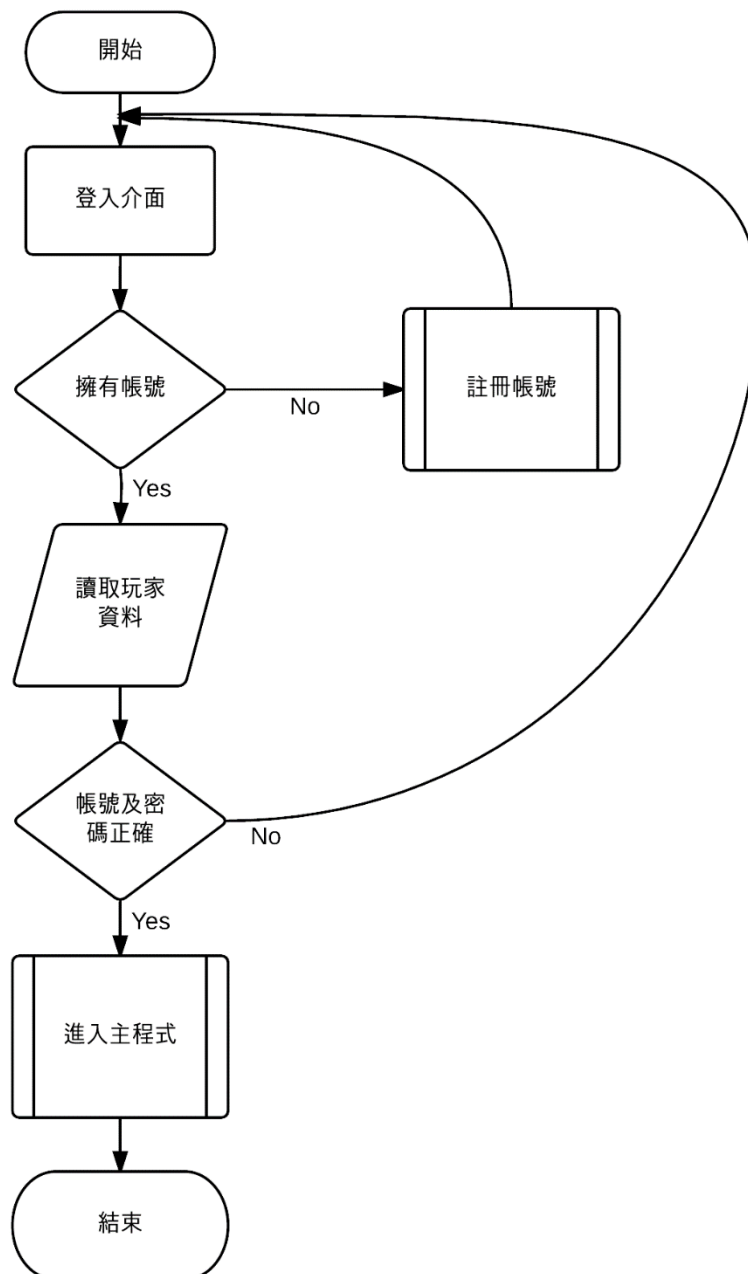 開始
登入介面
擁有帳號
No
註冊帳號
Yes
讀取玩家
資料
帳號及密
碼正確
No
Yes
進入主程式
結束